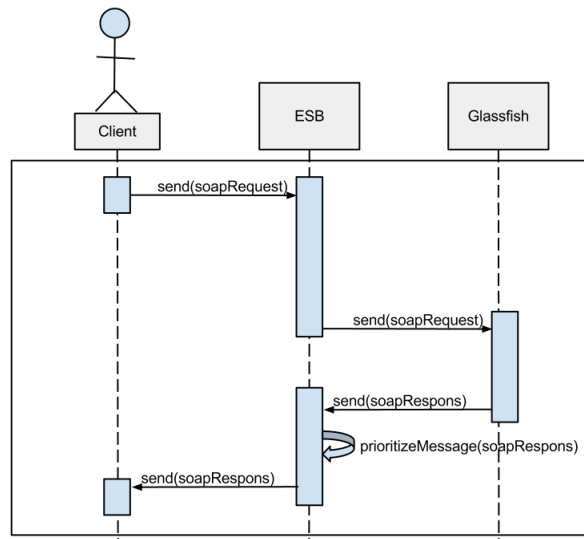 Client
ESB
Glassfish
send(soapRequest)
send(soapRequest)
send(soapRespons)
prioritizeMessage(soapRespons)
send(soapRespons)